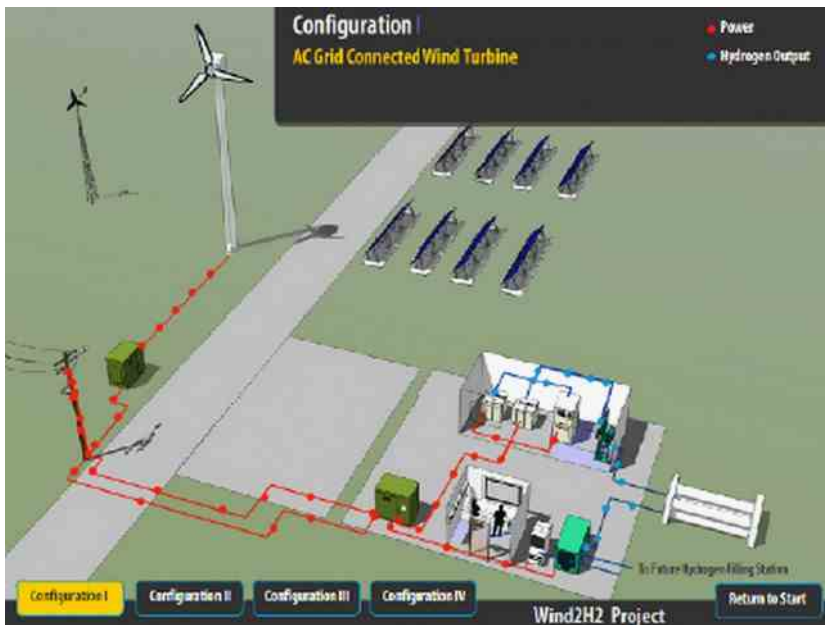 Configuration I
AC Grid Connected Wind Turbine
Power
Hydrogen Output
To Future Hydrogen Filling Station
Configuration I
Configuration II
Configuration III
Configuration IV
Wind2H2 Project
Return to Start